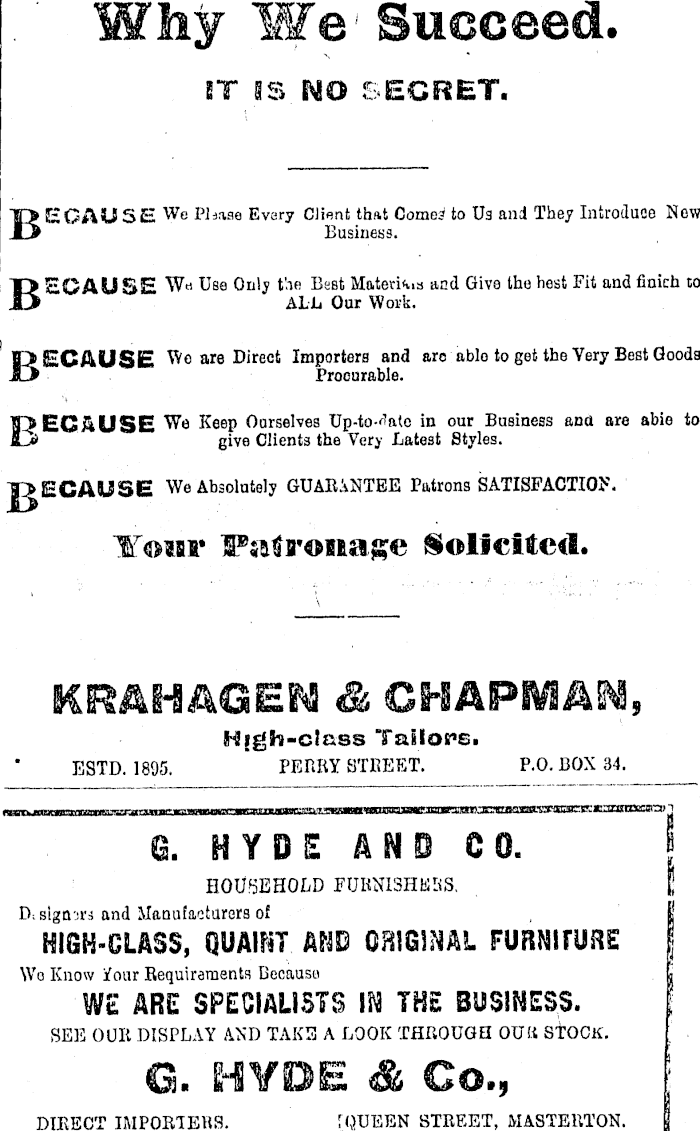 Why We Succeed.
IT IS NO SECRET.
BECAUSE We Please Every Client that Comes to Us and They Introduce New
Business.
BECAUSE We Use Only the Best Materials and Give the best Fit and finich to
ALL Our Work.
BECAUSE We are Direct Importers and are able to get the Very Best Goods
Procurable.
BECAUSE We Keep Ourselves Up-to-date in our Business and are able to
give Clients the Very Latest Styles.
BECAUSE We Absolutely GUARANTEE Patrons SATISFACTION.
Your Patronage Solicited.
KRAHAGEN & CHAPMAN,
High-class Tailors.
ESTD. 1895. PERRY STREET. P.O. BOX 34.
G. HYDE AND CO.
HOUSEHOLD FURNISHERS,
Designers and Manufacturers of
HIGH-CLASS, QUAINT AND ORIGINAL FURNITURE
We Know Your Requirements Because
WE ARE SPECIALISTS IN THE BUSINESS.
SEE OUR DISPLAY AND TAKE A LOOK THROUGH OUR STOCK.
G. HYDE & Co.,
DIRECT IMPORTERS. QUEEN STREET, MASTERTON.